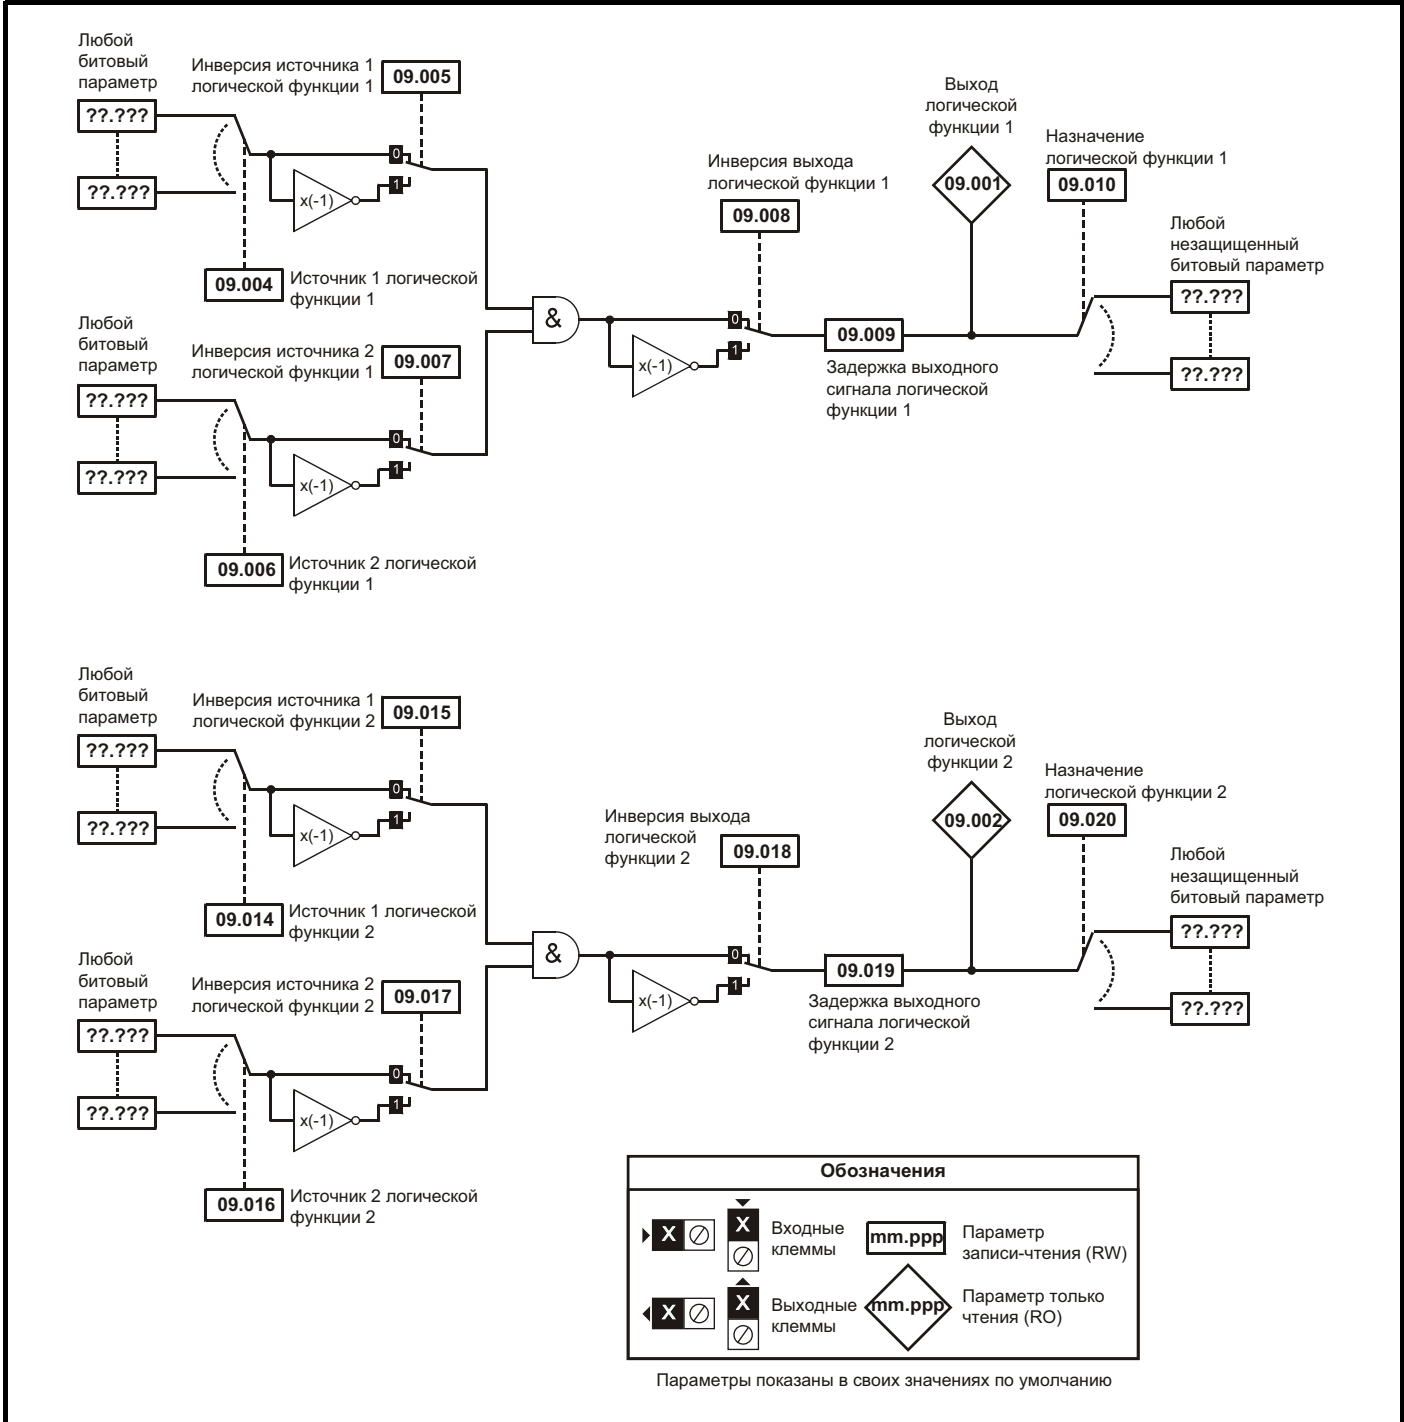 Любой
битовый
параметр
Инверсия источника 1
логической функции 1
09.005
??.???
??.???
x(-1)
0
1
09.004
Источник 1 логической
функции 1
Любой
битовый
параметр
Инверсия источника 2
логической функции 1
09.007
??.???
??.???
x(-1)
0
1
09.006
Источник 2 логической
функции 1
&
Инверсия выхода
логической функции 1
09.008
x(-1)
0
1
09.009
Задержка выходного
сигнала логической
функции 1
Выход
логической
функции 1
09.001
Назначение
логической функции 1
09.010
Любой
незащищенный
битовый параметр
??.???
??.???
Любой
битовый
параметр
Инверсия источника 1
логической функции 2
09.015
??.???
??.???
x(-1)
0
1
09.014
Источник 1 логической
функции 2
Любой
битовый
параметр
Инверсия источника 2
логической функции 2
09.017
??.???
??.???
x(-1)
0
1
09.016
Источник 2 логической
функции 2
&
Инверсия выхода
логической
функции 2
09.018
x(-1)
0
1
09.019
Задержка выходного
сигнала логической
функции 2
Выход
логической
функции 2
09.002
Назначение
логической функции 2
09.020
Любой
незащищенный
битовый параметр
??.???
??.???
Обозначения
X
X
Входные
клеммы
mm.ppp
Параметр
записи-чтения (RW)
X
X
Выходные
клеммы
mm.ppp
Параметр только
чтения (RO)
Параметры показаны в своих значениях по умолчанию